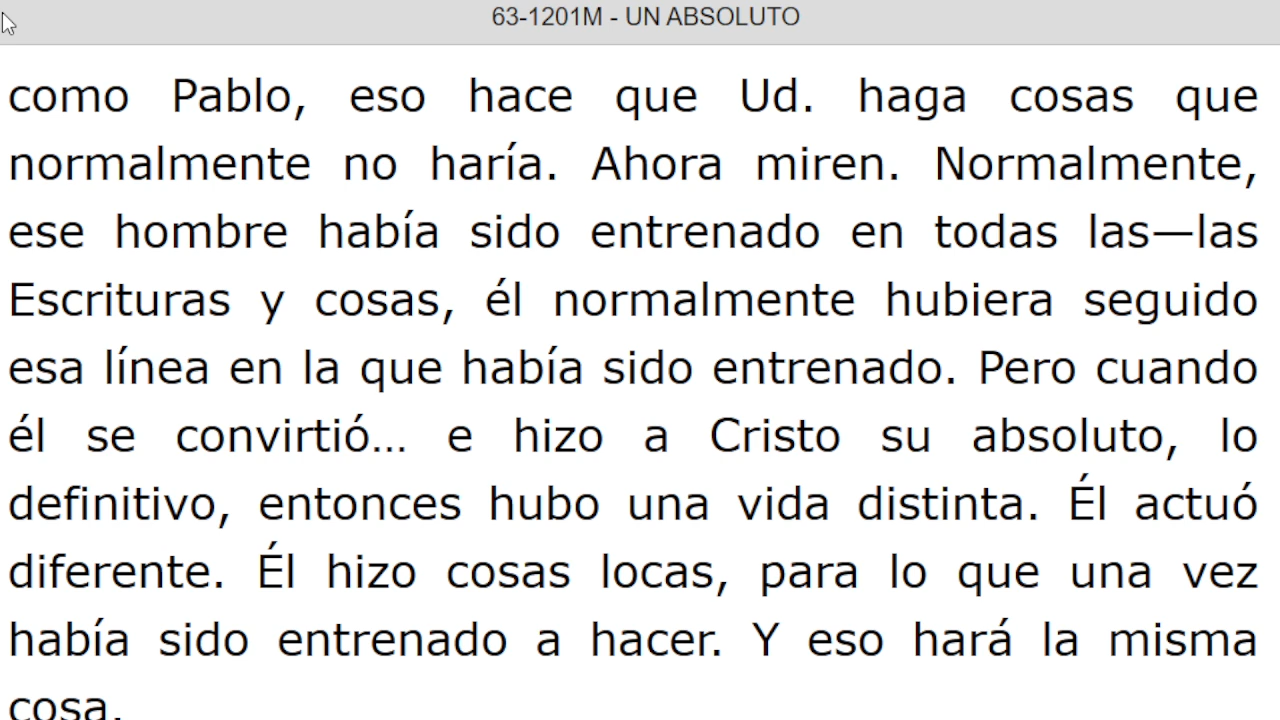 63-1201M - UN ABSOLUTO
como Pablo, eso hace que Ud. haga cosas que
normalmente no haría. Ahora miren. Normalmente,
ese hombre había sido entrenado en todas las—las
Escrituras y cosas, él normalmente hubiera seguido
esa línea en la que había sido entrenado. Pero cuando
él se convirtió… e hizo a Cristo su absoluto, lo
definitivo, entonces hubo una vida distinta. Él actuó
diferente. Él hizo cosas locas, para lo que una vez
había sido entrenado a hacer. Y eso hará la misma
cosa.